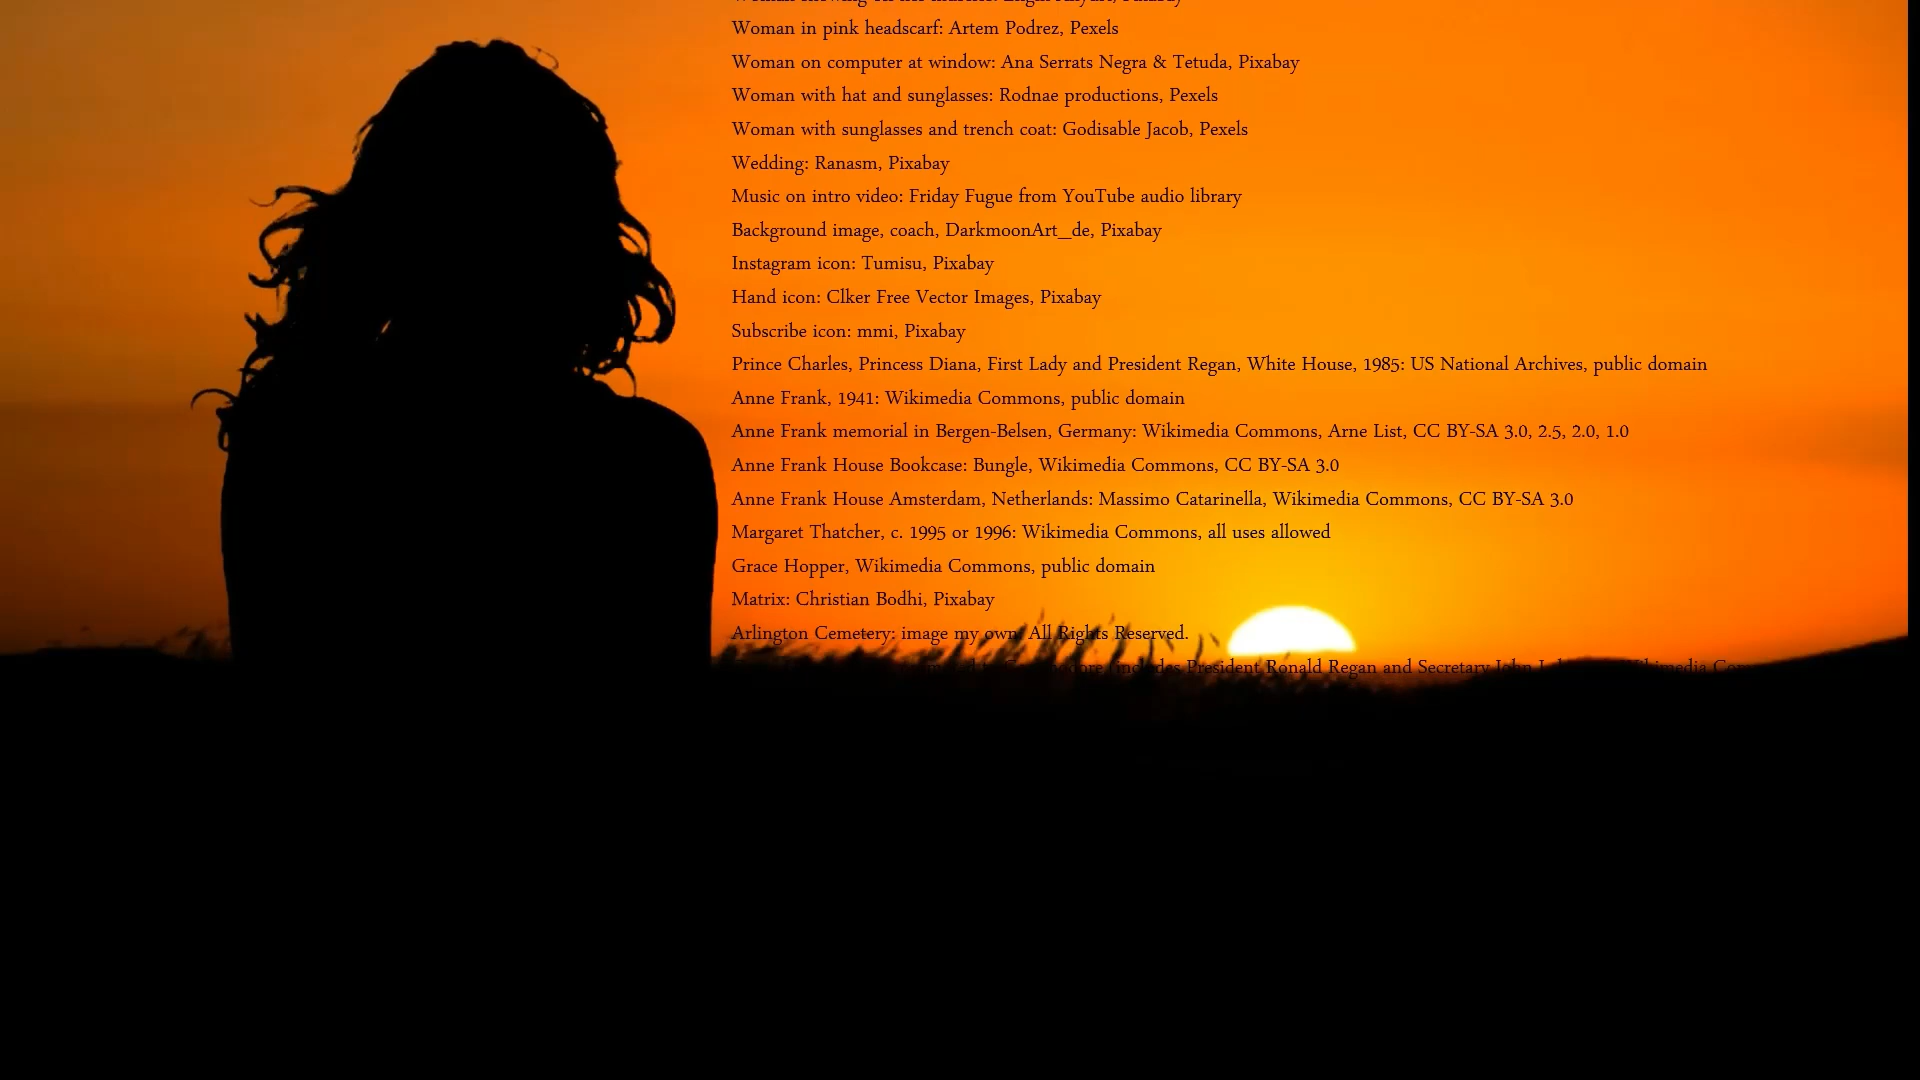 Woman in pink headscarf: Artem Podrez, Pexels
Woman on computer at window: Ana Serrats Negra & Tetuda, Pixabay
Woman with hat and sunglasses: Rodnae productions, Pexels
Woman with sunglasses and trench coat: Godisable Jacob, Pexels
Wedding: Ranasm, Pixabay
Music on intro video: Friday Fugue from YouTube audio library
Background image, coach, DarkmoonArt_de, Pixabay
Instagram icon: Tumisu, Pixabay
Hand icon: Clker Free Vector Images, Pixabay
Subscribe icon: mmi, Pixabay
Prince Charles, Princess Diana, First Lady and President Regan, White House, 1985: US National Archives, public domain
Anne Frank, 1941: Wikimedia Commons, public domain
Anne Frank memorial in Bergen-Belsen, Germany: Wikimedia Commons, Arne List, CC BY-SA 3.0, 2.5, 2.0, 1.0
Anne Frank House Bookcase: Bungle, Wikimedia Commons, CC BY-SA 3.0
Anne Frank House Amsterdam, Netherlands: Massimo Catarinella, Wikimedia Commons, CC BY-SA 3.0
Margaret Thatcher, c. 1995 or 1996: Wikimedia Commons, all uses allowed
Grace Hopper, Wikimedia Commons, public domain
Matrix: Christian Bodhi, Pixabay
Arlington Cemetery: image my own. All Rights Reserved.
(includes President Ronald Regan and Secretary John